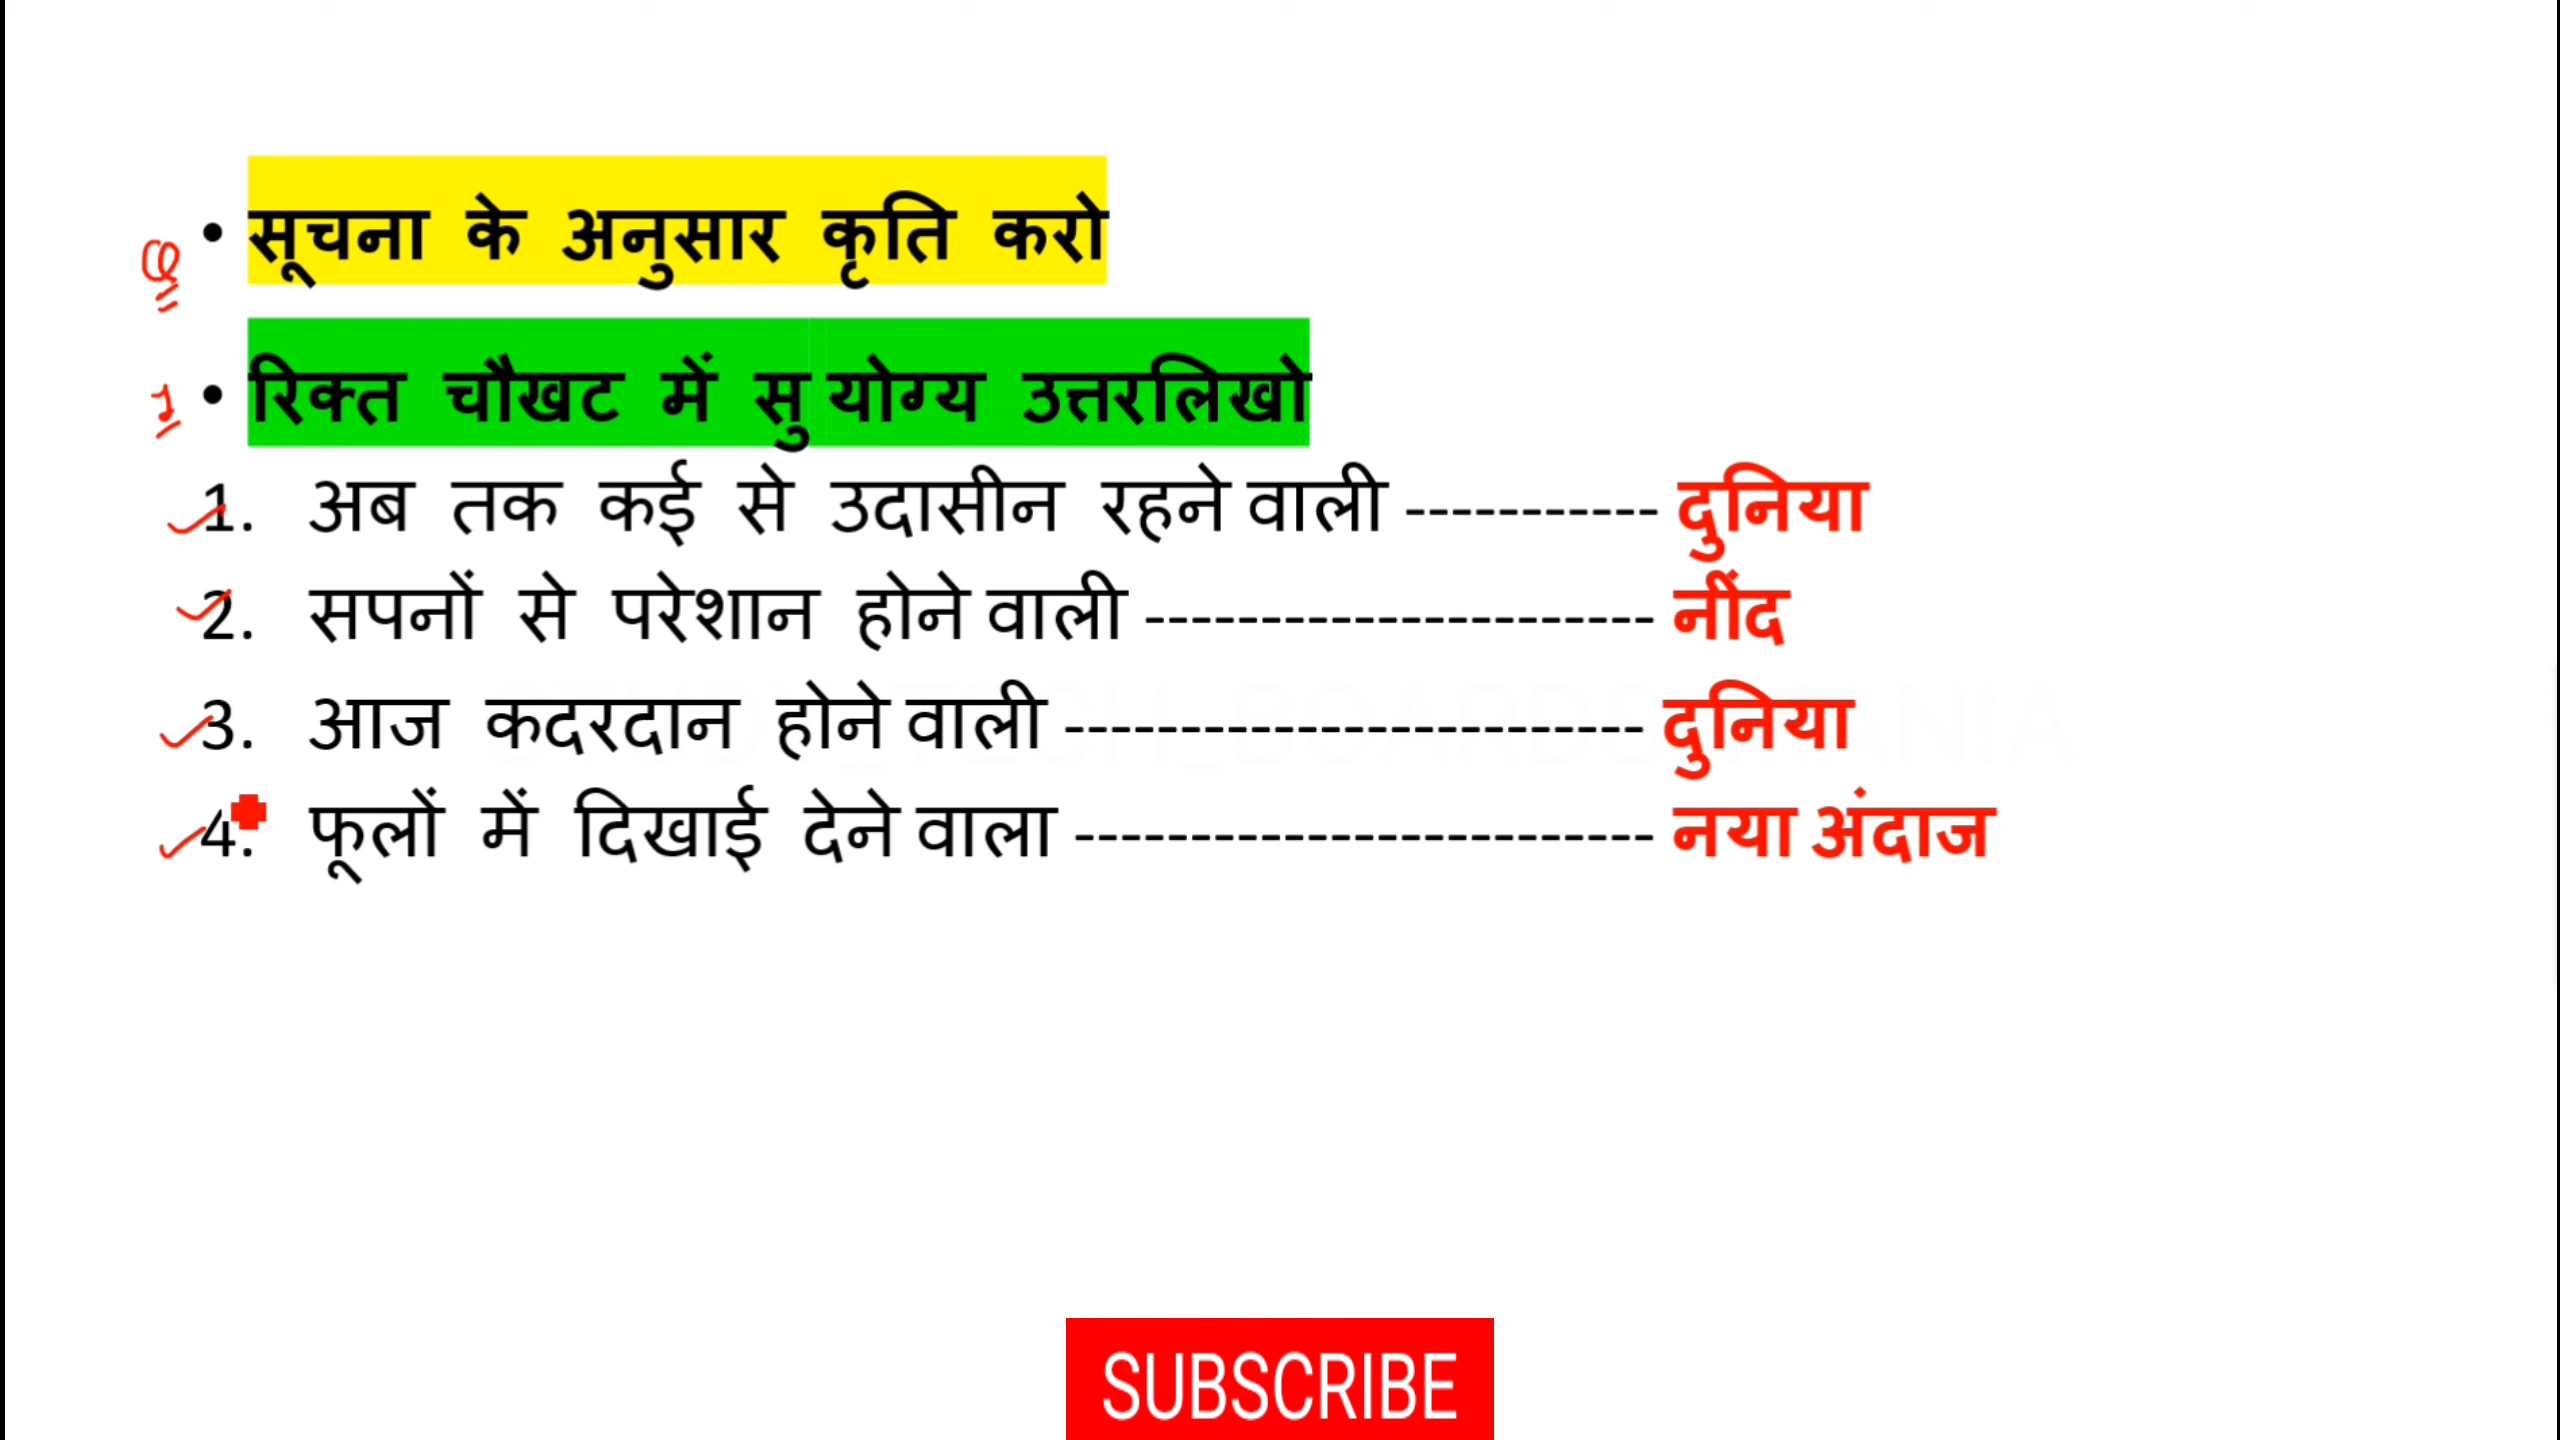 • सूचना के अनुसार कृति करो
• रिक्त चौखट में सु योग्य उत्तरलिखो
1. अब तक कई से उदासीन रहने वाली ----------- दुनिया
2. सपनों से परेशान होने वाली ---------------------- नींद
3. आज कदरदान होने वाली ------------------------- दुनिया
4. फूलों में दिखाई देने वाला ------------------------- नया अंदाज
SUBSCRIBE